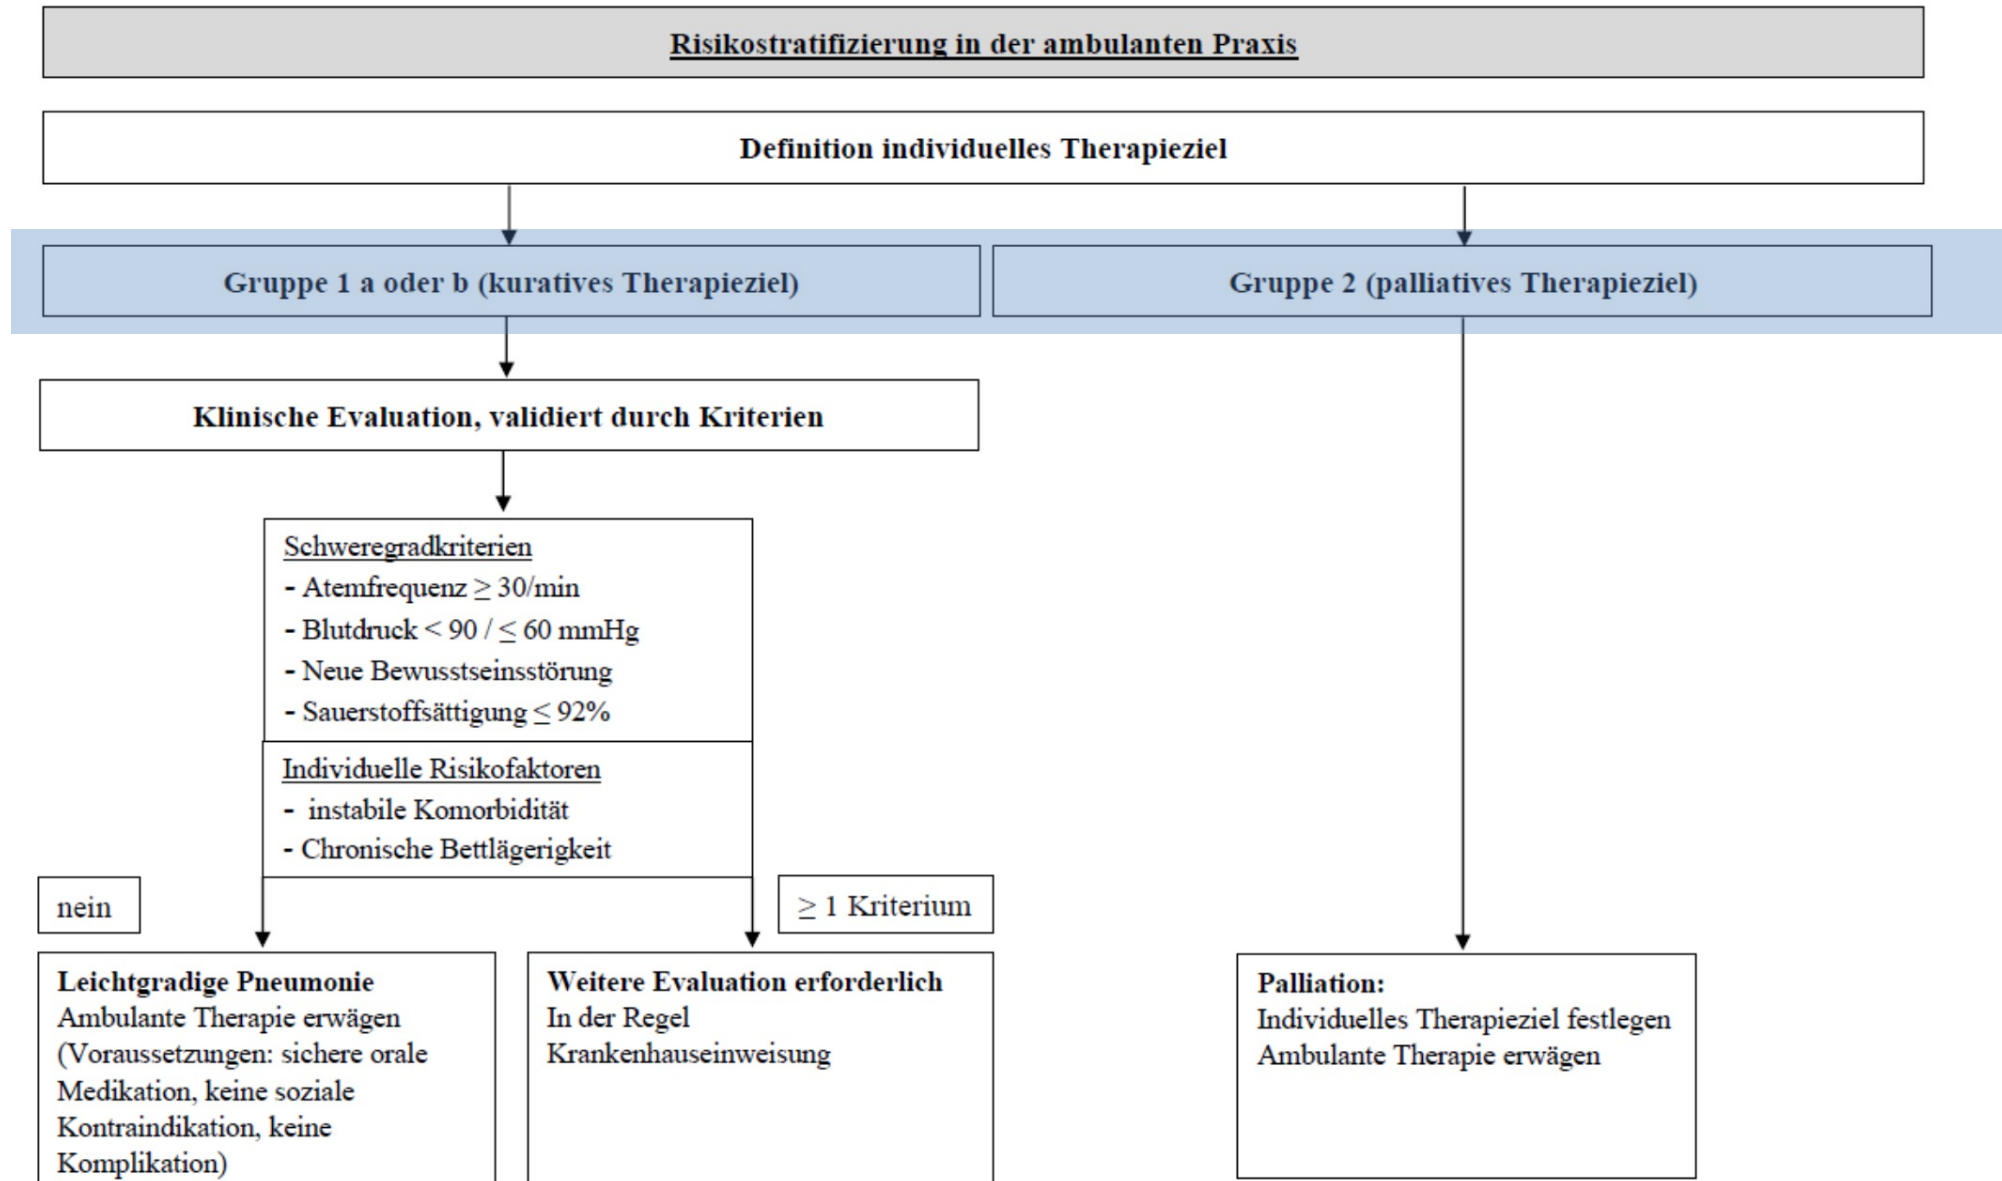 Risikostratifizierung in der ambulanten Praxis
Definition individuelles Therapieziel
Gruppe 1 a oder b (kuratives Therapieziel)
Gruppe 2 (palliatives Therapieziel)
Klinische Evaluation, validiert durch Kriterien
Schweregradkriterien
- Atemfrequenz ≥ 30/min
- Blutdruck < 90 / ≤ 60 mmHg
- Neue Bewusstseinsstörung
- Sauerstoffsättigung ≤ 92%
Individuelle Risikofaktoren
- instabile Komorbidität
- Chronische Bettlägerigkeit
nein
≥ 1 Kriterium
Leichtgradige Pneumonie
Ambulante Therapie erwägen
(Voraussetzungen: sichere orale
Medikation, keine soziale
Kontraindikation, keine
Komplikation)
Weitere Evaluation erforderlich
In der Regel
Krankenhauseinweisung
Palliation:
Individuelles Therapieziel festlegen
Ambulante Therapie erwägen